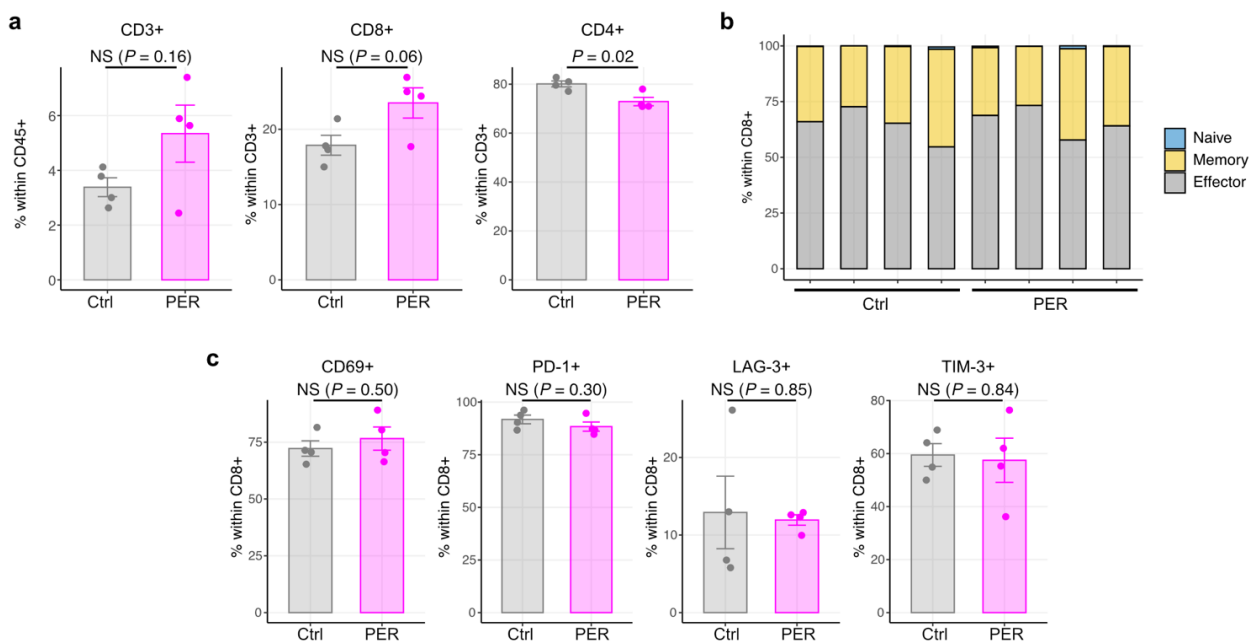 a
CD3+
NS (P = 0.16)
% within CD45+
6
4
2
0
Ctrl
PER
CD8+
NS (P = 0.06)
% within CD3+
20
10
0
Ctrl
PER
CD4+
P = 0.02
% within CD3+
80
60
40
20
0
Ctrl
PER
b
% within CD8+
100
75
50
25
0
Ctrl
PER
Naive
Memory
Effector
c
CD69+
NS (P = 0.50)
% within CD8+
75
75
25
0
Ctrl
PER
PD-1+
NS (P = 0.30)
% within CD8+
100
75
50
25
0
Ctrl
PER
LAG-3+
NS (P = 0.85)
% within CD8+
20
10
0
Ctrl
PER
TIM-3+
NS (P = 0.84)
% within CD8+
80
60
40
20
0
Ctrl
PER